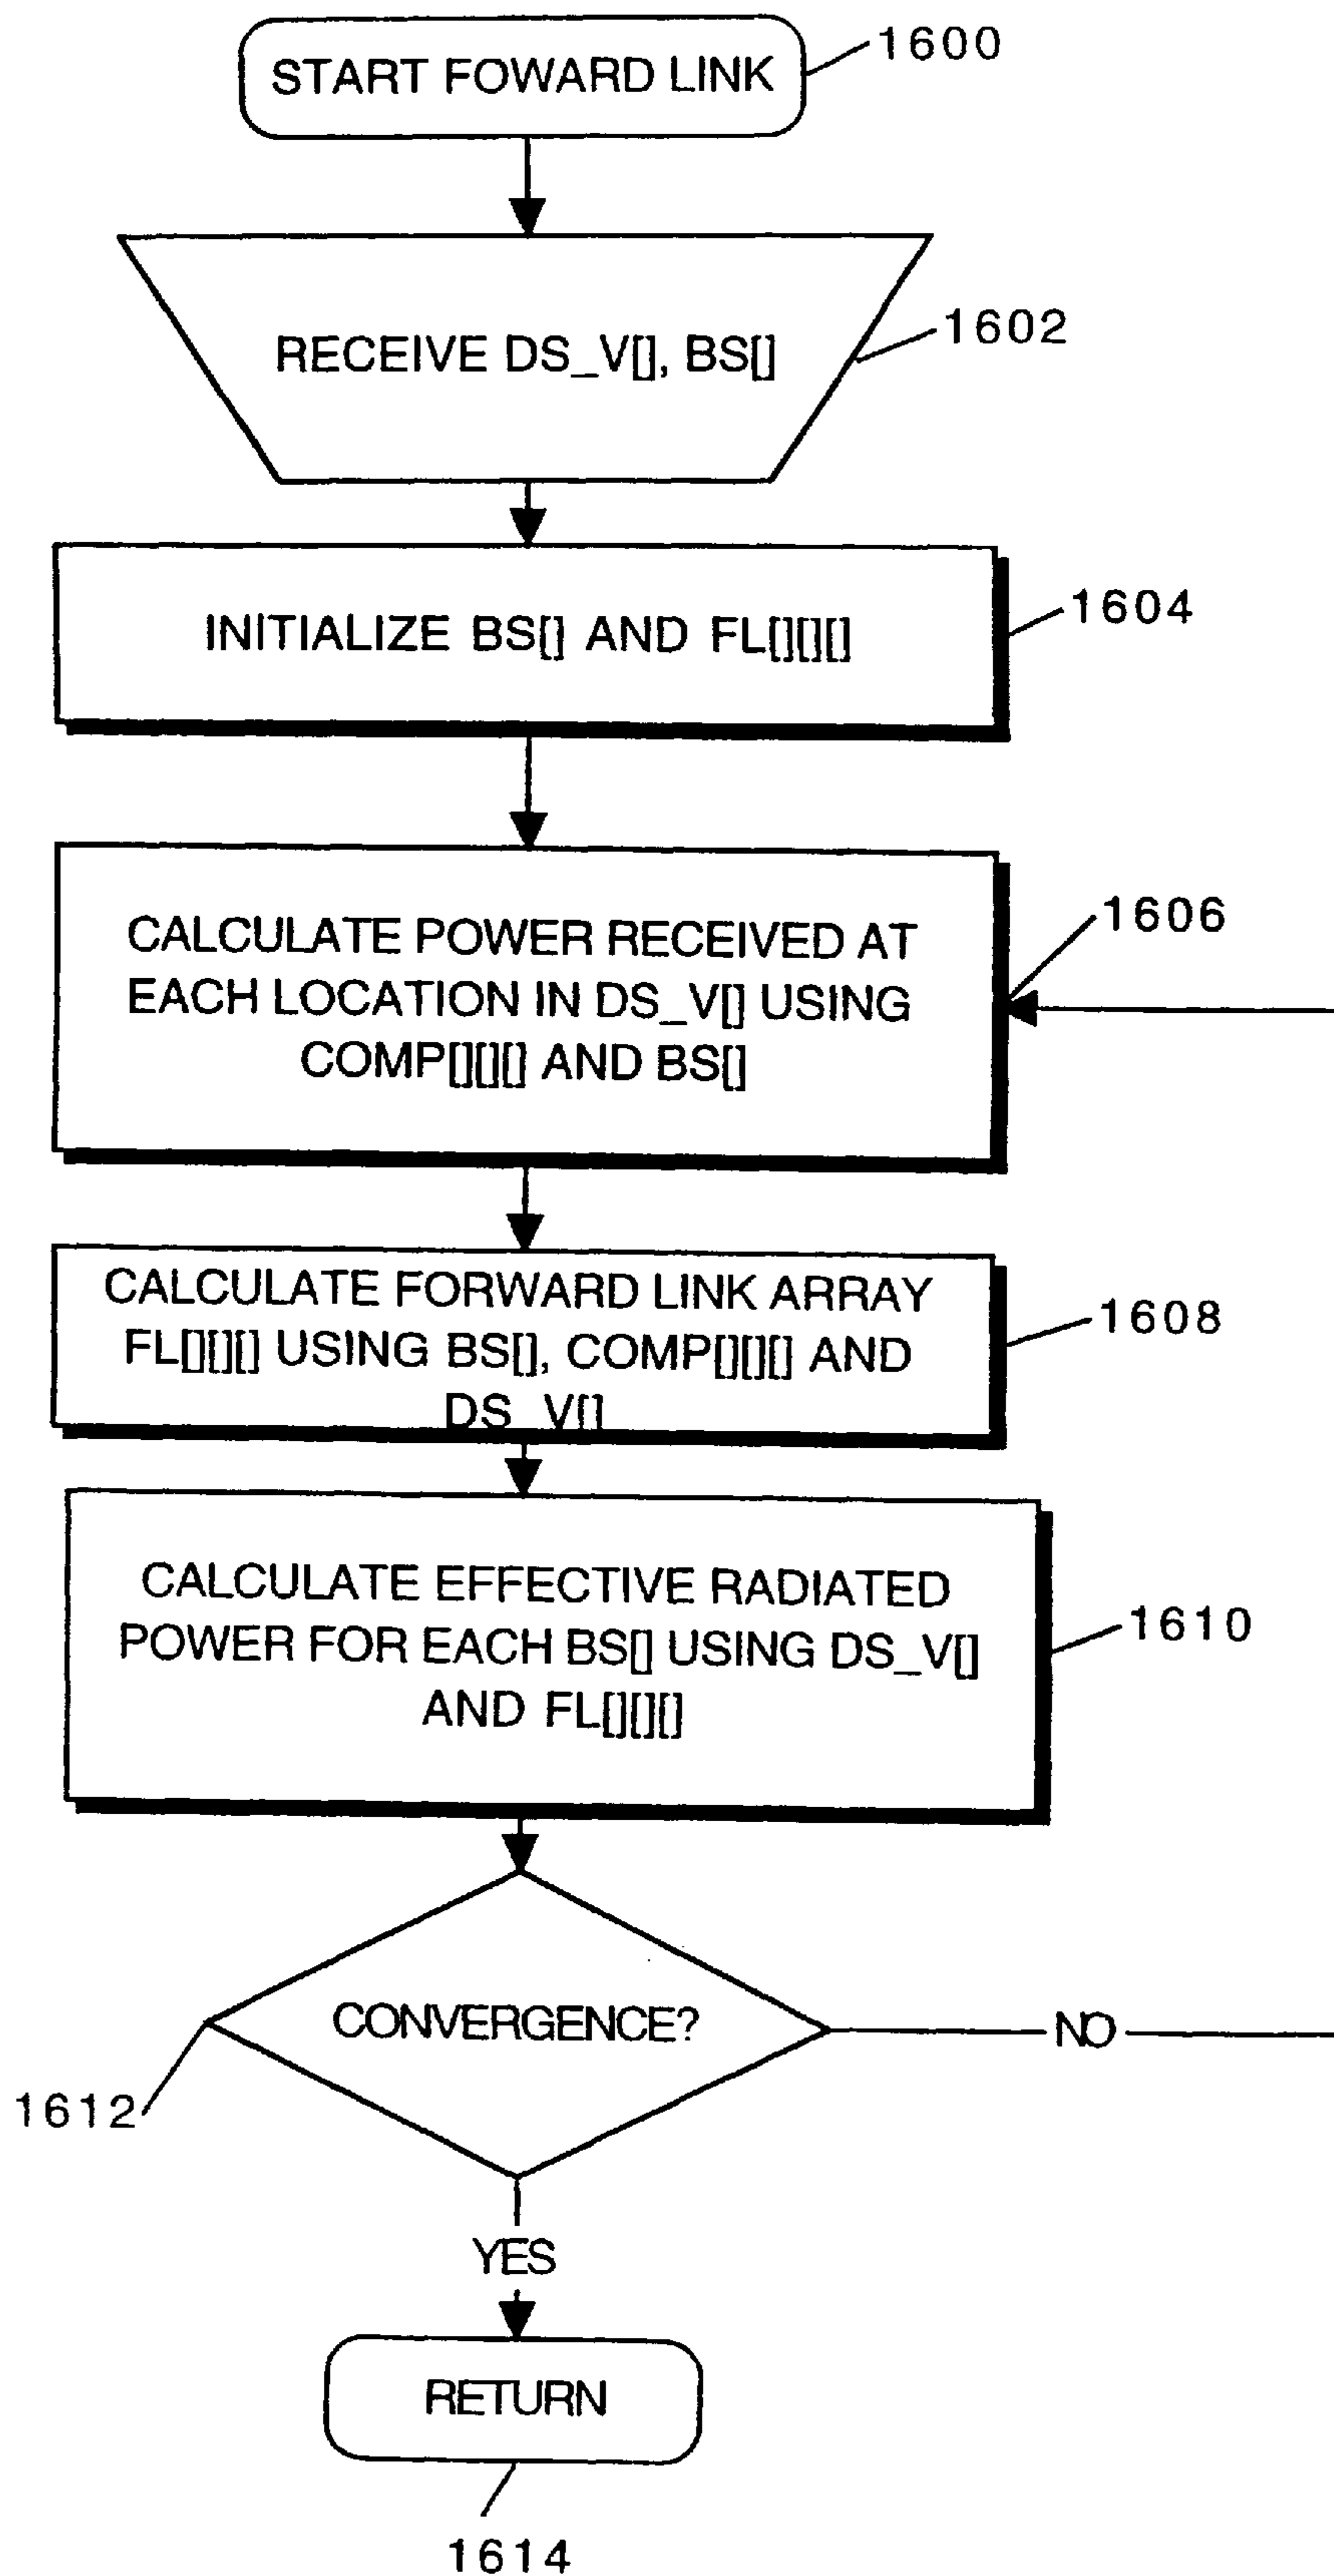 START FOWARD LINK
1600
RECEIVE DS_V[], BS[]
1602
INITIALIZE BS[] AND FL[][][]
1604
CALCULATE POWER RECEIVED AT
EACH LOCATION IN DS_V[] USING
COMP[][][] AND BS[]
1606
CALCULATE FORWARD LINK ARRAY
FL[][][] USING BS[], COMP[][][] AND
DS_V[]
1608
CALCULATE EFFECTIVE RADIATED
POWER FOR EACH BS[] USING DS_V[]
AND FL[][][]
1610
CONVERGENCE?
NO
1612
YES
RETURN
1614